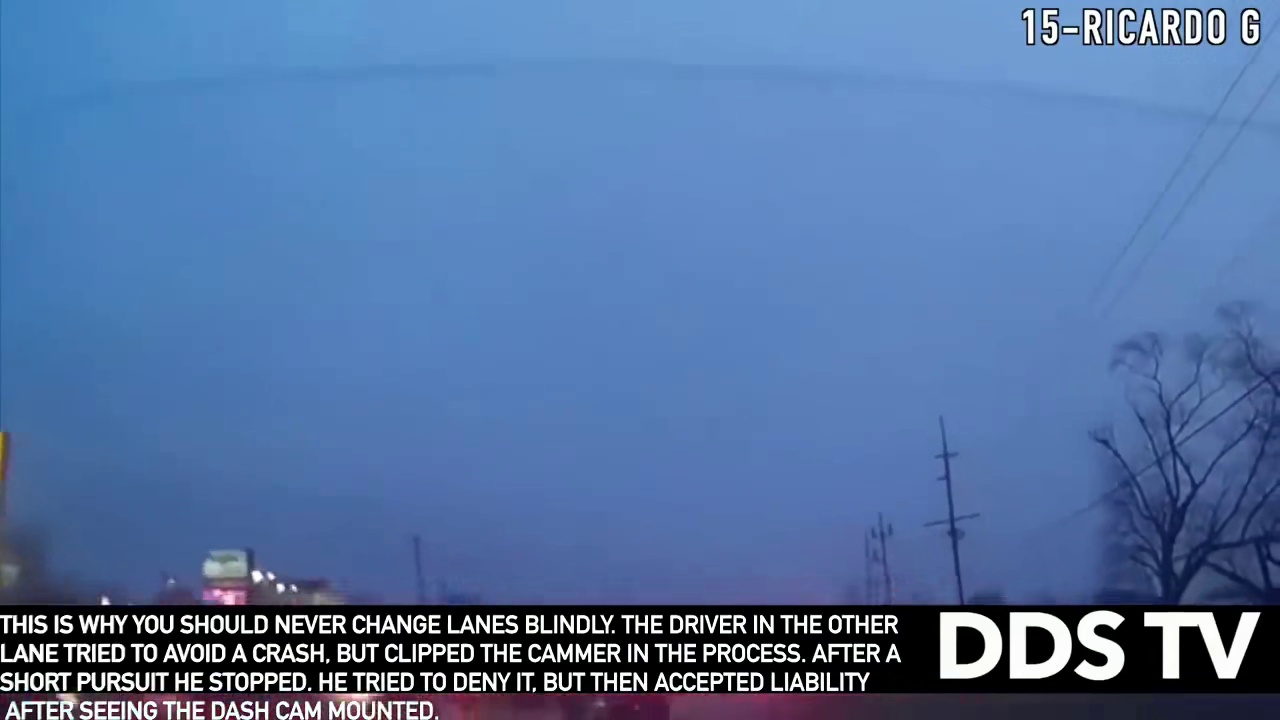 15-RICARDO G
THIS IS WHY YOU SHOULD NEVER CHANGE LANES BLINDLY. THE DRIVER IN THE OTHER
LANE TRIED TO AVOID A CRASH, BUT CLIPPED THE CAMMER IN THE PROCESS. AFTER A
SHORT PURSUIT HE STOPPED. HE TRIED TO DENY IT, BUT THEN ACCEPTED LIABILITY
AFTER SEEING THE DASH CAM MOUNTED.
DDS TV